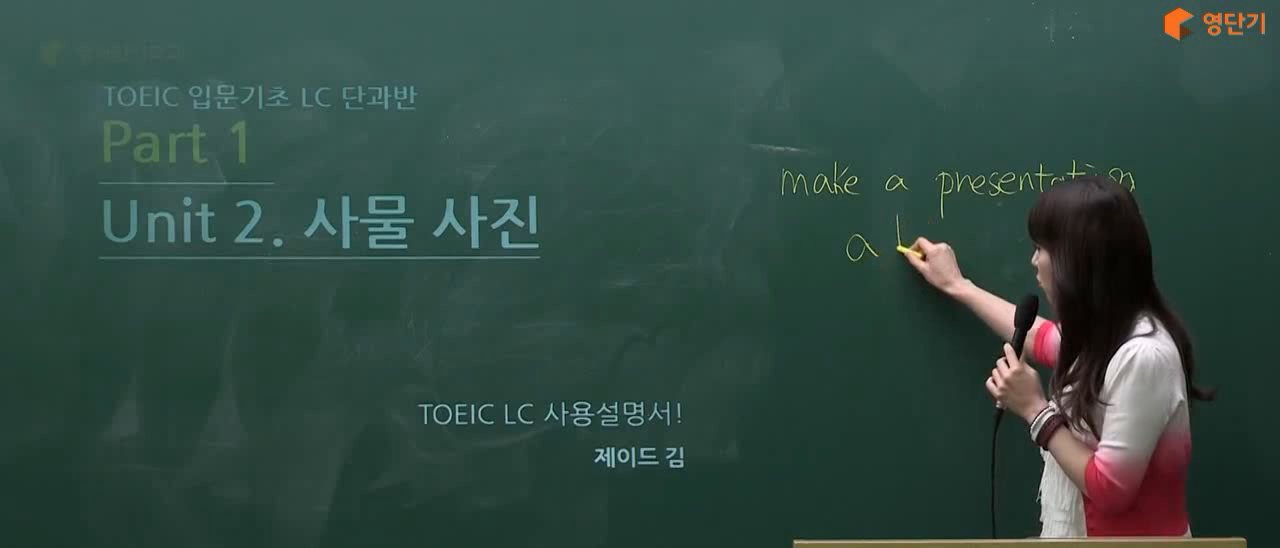 영단기
TOEIC 입문기초 LC 단과반
Part 1
Unit 2. 사물 사진
make a presentation
a
TOEIC LC 사용설명서!
제이드 김